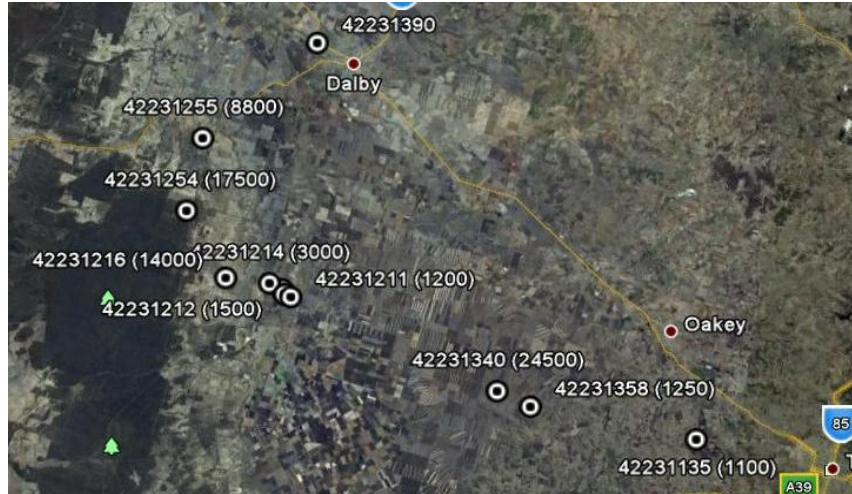 42231390
Dalby
42231255 (8800)
42231254 (17500)
42231214 (3000)
42231216 (14000)
42231211 (1200)
42231212 (1500)
Oakey
42231340 (24500)
42231358 (1250)
85
42231135 (1100)
T
A39